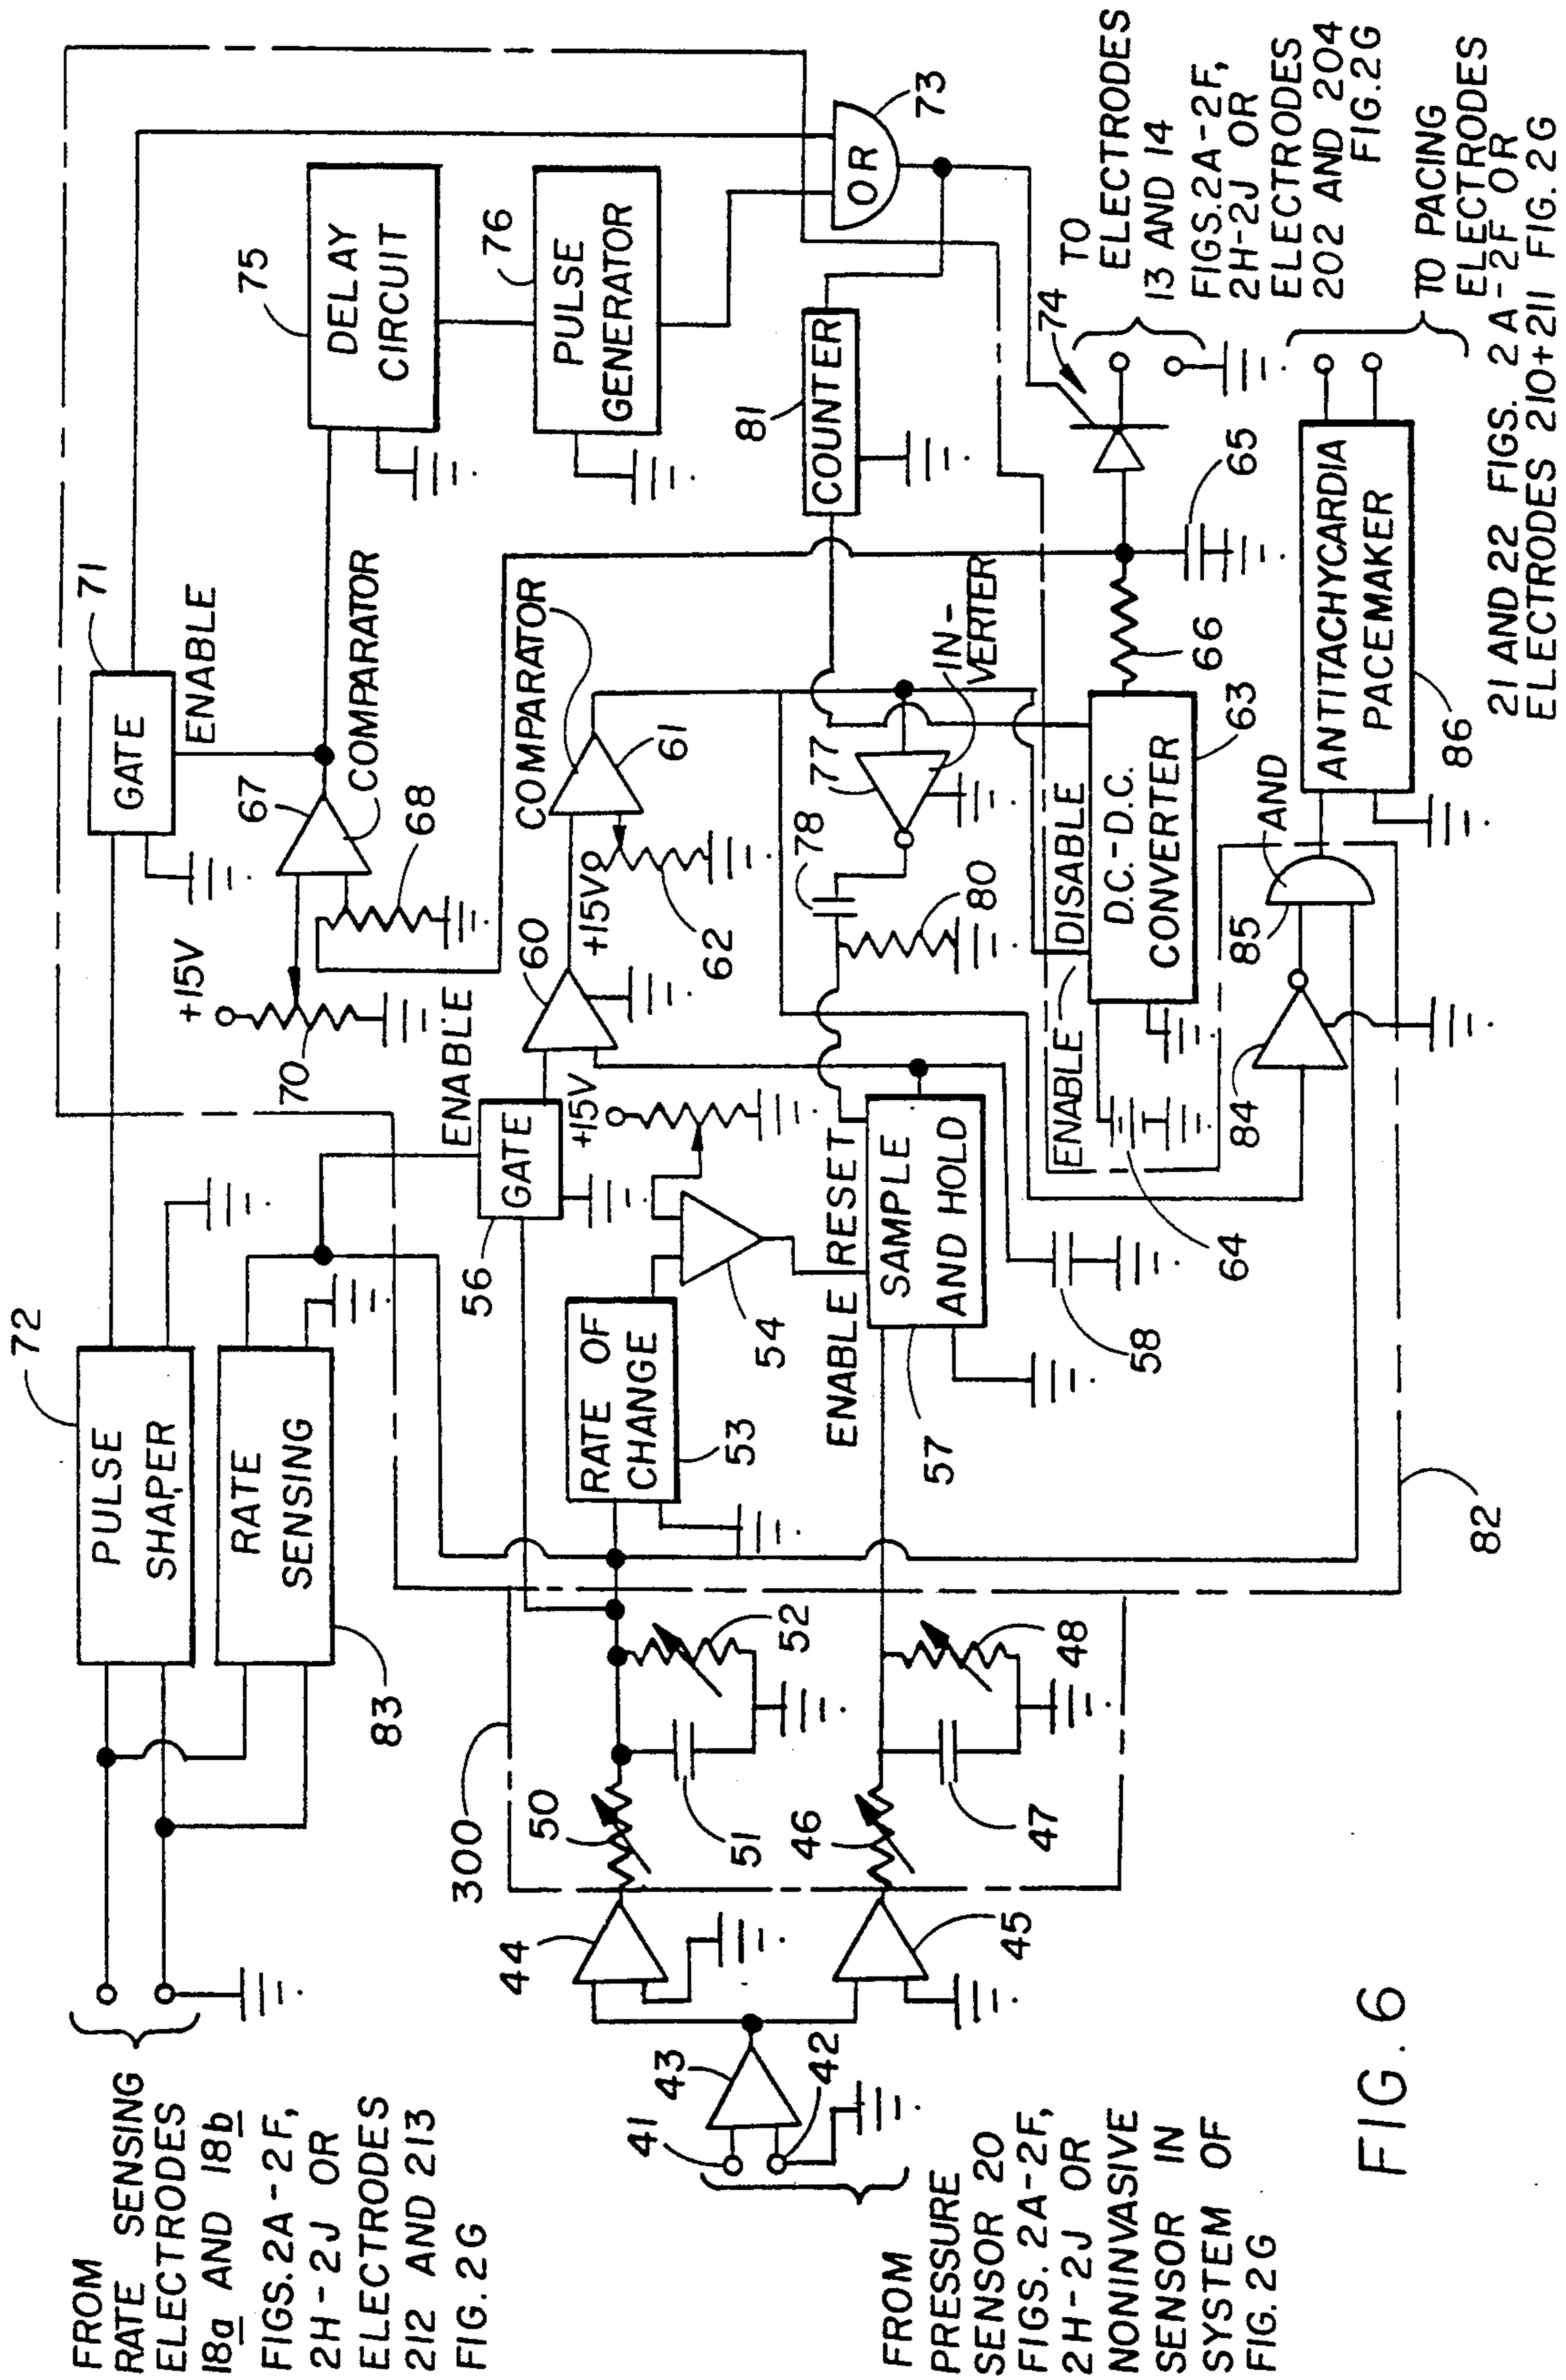 FROM
RATE SENSING
ELECTRODES
18a AND 18b
FIGS. 2A-2F,
2H-2J OR
ELECTRODES
212 AND 213
FIG. 2G
72
PULSE
SHAPER
RATE
SENSING
83
71
GATE
ENABLE
67
COMPARATOR
68
+15V
70
75
DELAY
CIRCUIT
76
PULSE
GENERATOR
OR
73
81
COUNTER
FROM
PRESSURE
SENSOR 20
FIGS. 2A-2F,
2H-2J OR
NONINVASIVE
SENSOR IN
SYSTEM OF
FIG. 2G
41
42
43
44
45
300
50
51
52
46
47
48
RATE OF
CHANGE
53
54
+15V
56
GATE
ENABLE
ENABLE RESET
SAMPLE
AND HOLD
57
58
60
COMPARATOR
61
+15V
62
77
IN-
VERTER
78
80
ENABLE
DISABLE
D.C.-D.C.
CONVERTER
63
64
66
65
74
TO
ELECTRODES
13 AND 14
FIGS. 2A-2F,
2H-2J OR
ELECTRODES
202 AND 204
FIG. 2G
84
85
AND
ANTITACHYCARDIA
PACEMAKER
86
TO PACING
ELECTRODES
21 AND 22 FIGS. 2A-2F OR
ELECTRODES 210+211 FIG. 2G
82
FIG. 6